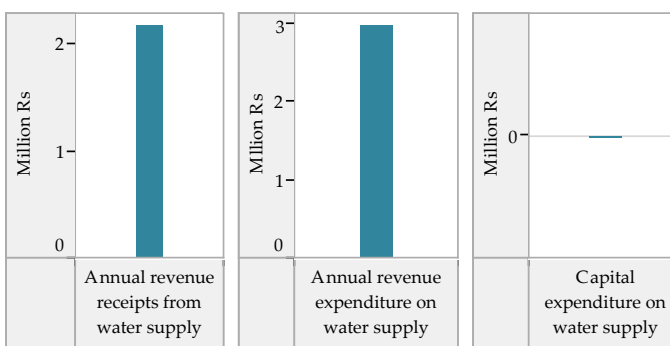 Million Rs
2
1
0
Annual revenue
receipts from
water supply
Million Rs
3
2
1
0
Annual revenue
expenditure on
water supply
Million Rs
0
Capital
expenditure on
water supply